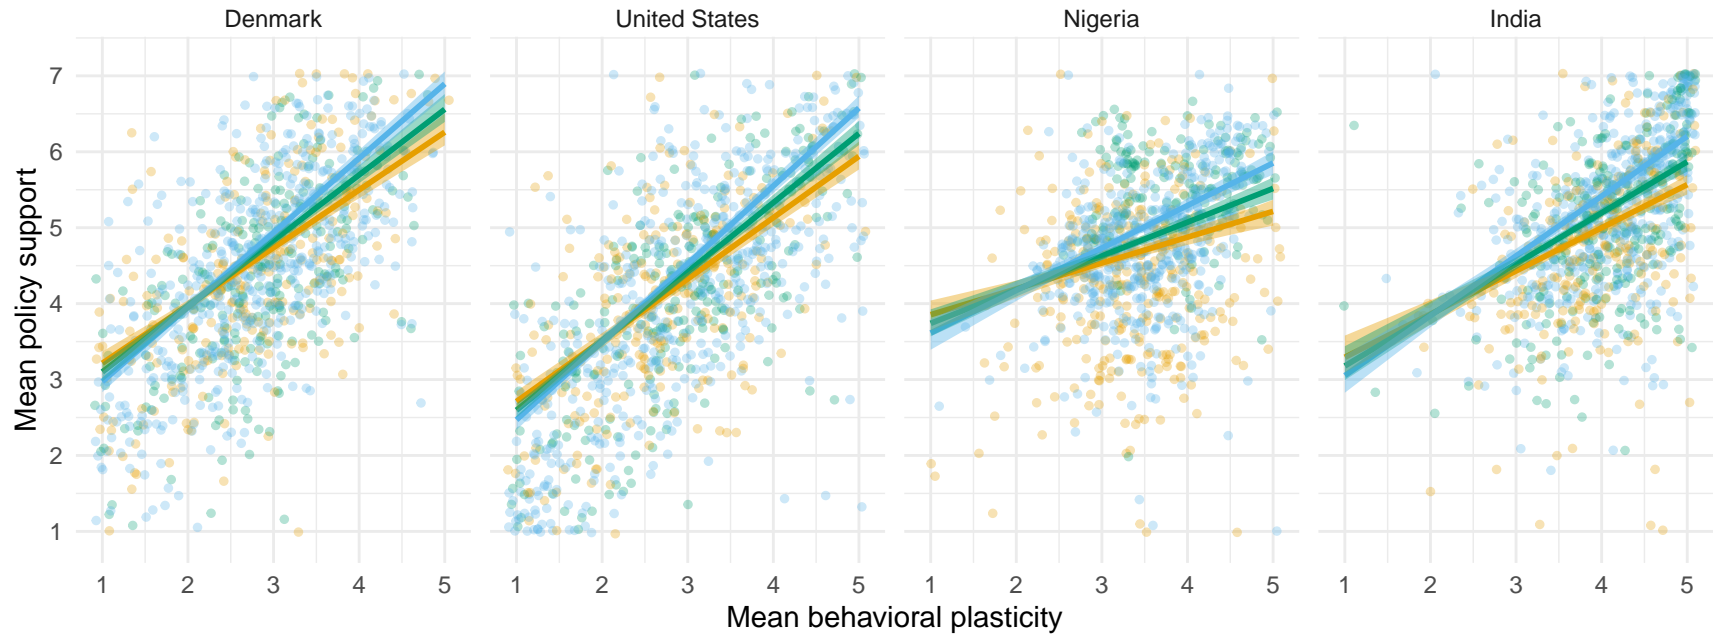 Denmark
United States
Nigeria
India
Mean policy support
7
6
5
4
3
2
1
1 2 3 4 5
1 2 3 4 5
1 2 3 4 5
1 2 3 4 5
Mean behavioral plasticity